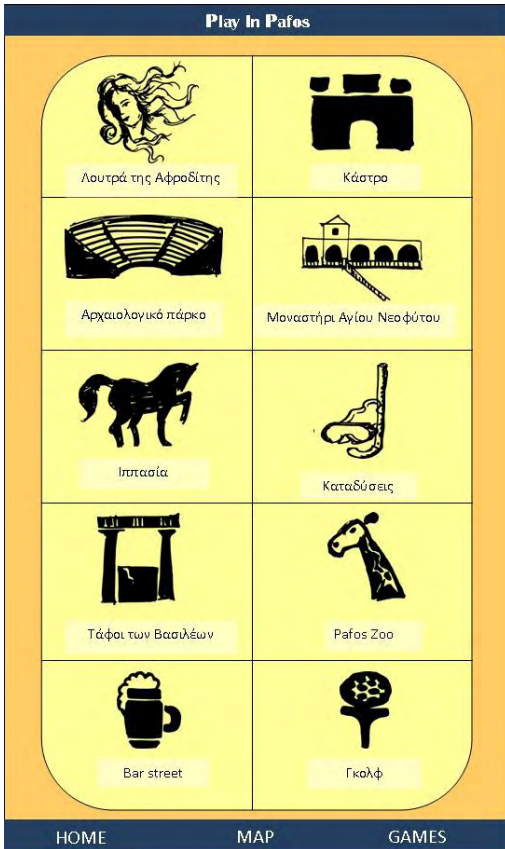 Play In Pafos
Λουτρά της Αφροδίτης
Κάστρο
Αρχαιολογικό πάρκο
Μοναστήρι Αγίου Νεοφύτου
Ιππασία
Καταδύσεις
Τάφοι των Βασιλέων
Pafos Zoo
Bar street
Γκολφ
HOME
MAP
GAMES